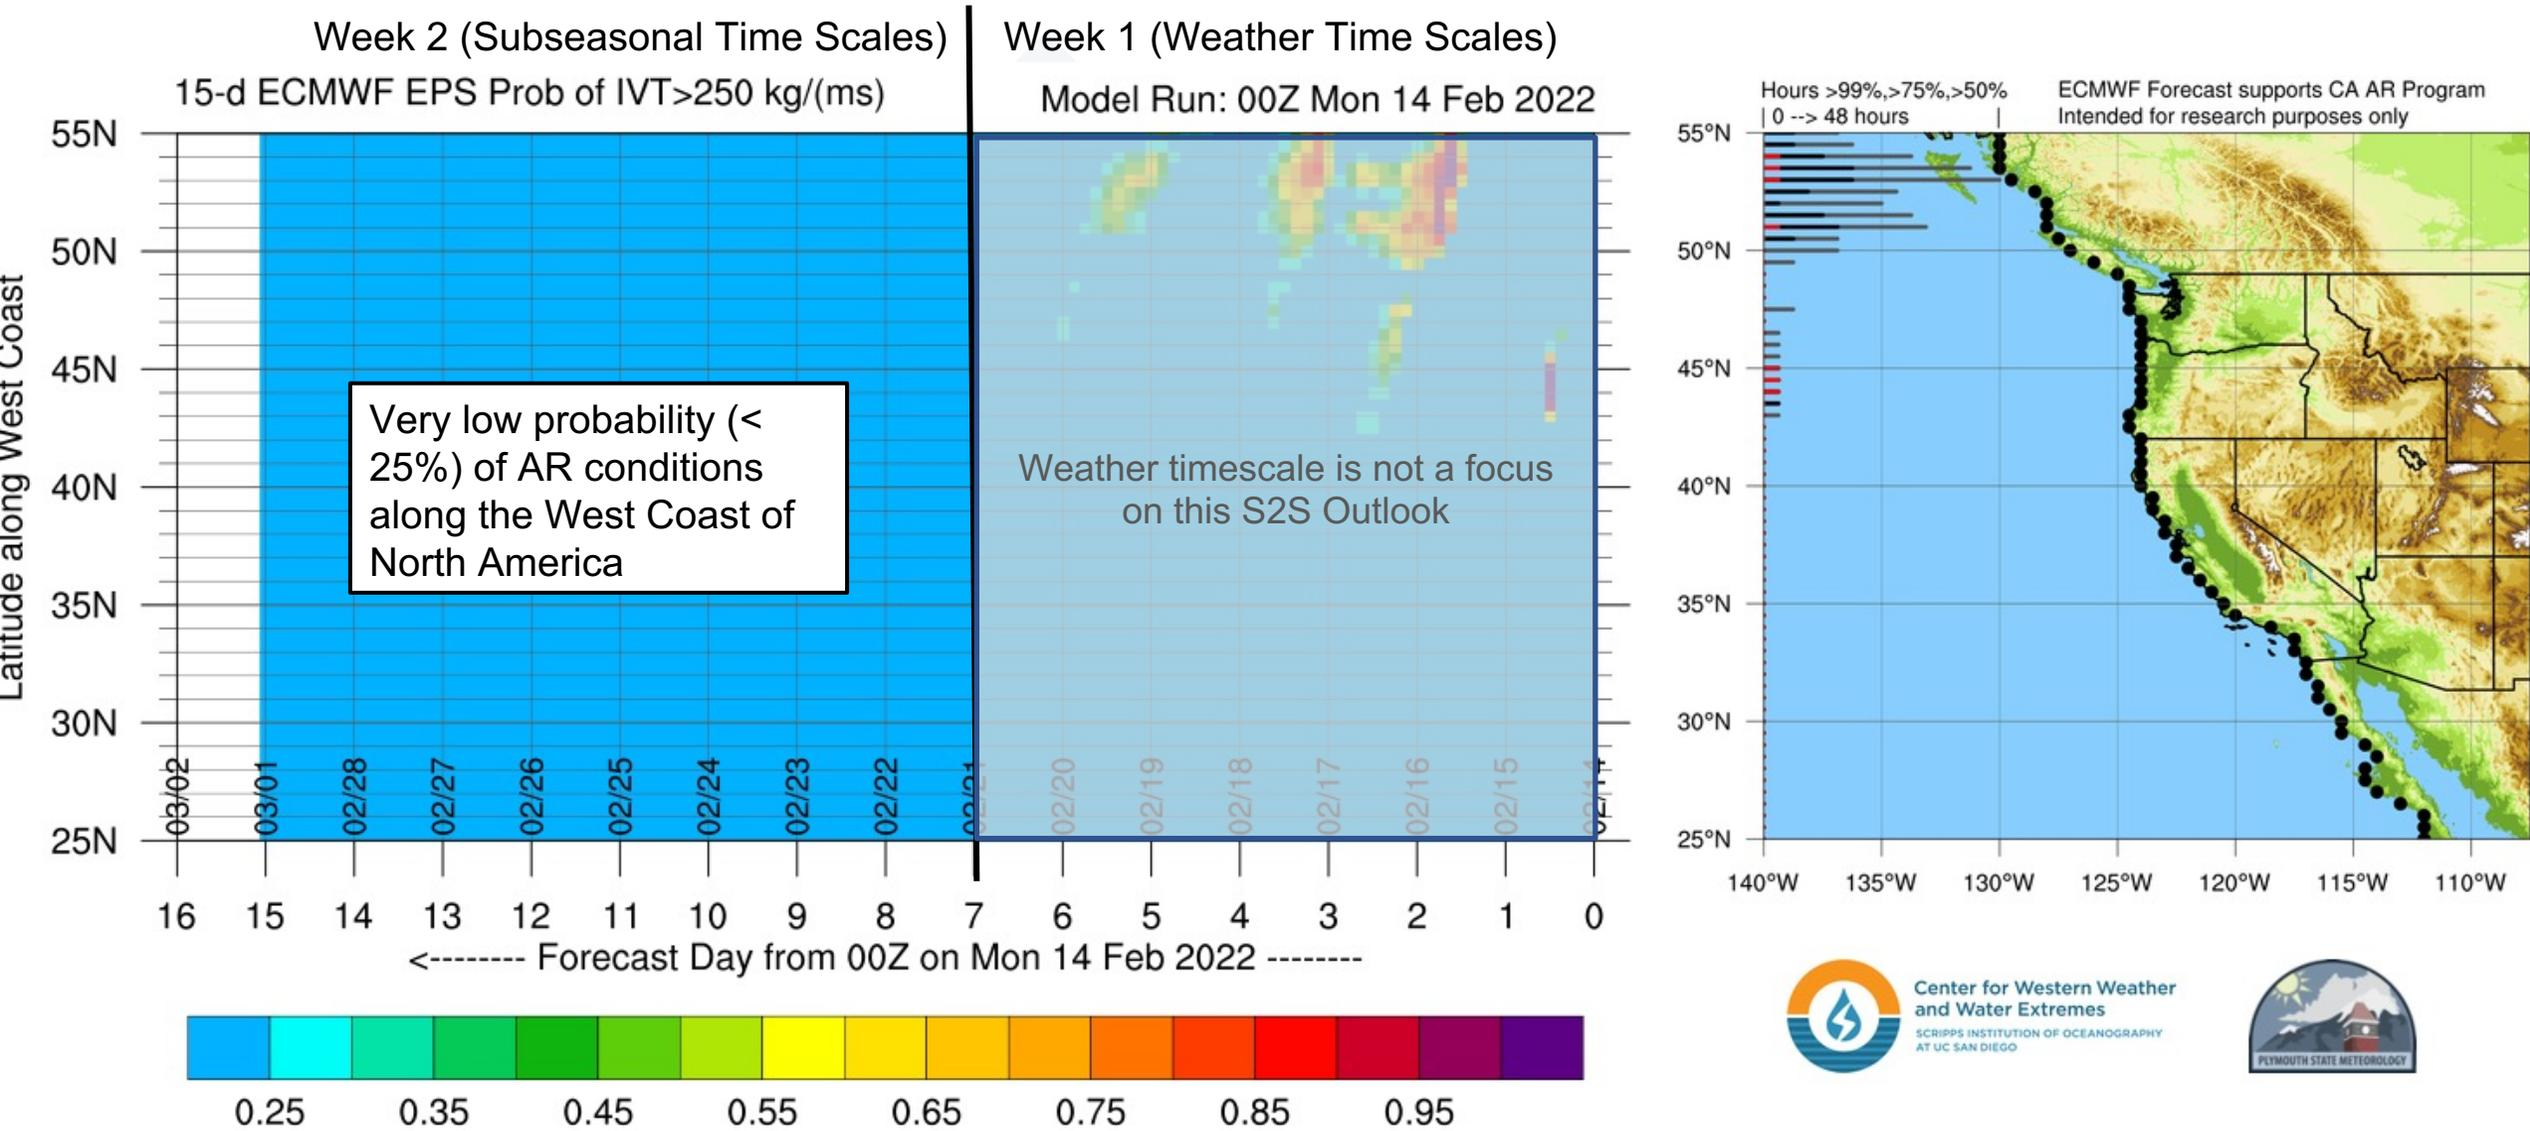 Week 2 (Subseasonal Time Scales)
Week 1 (Weather Time Scales)
15-d ECMWF EPS Prob of IVT>250 kg/(ms)
Model Run: 00Z Mon 14 Feb 2022
Latitude along West Coast
55N
50N
45N
40N
35N
30N
25N
Very low probability (<
25%) of AR conditions
along the West Coast of
North America
Weather timescale is not a focus
on this S2S Outlook
03/02
03/01
02/28
02/27
02/26
02/25
02/24
02/23
02/22
02/21
02/20
02/19
02/18
02/17
02/16
02/15
02/14
16
15
14
13
12
11
10
9
8
7
6
5
4
3
2
1
0
<-------- Forecast Day from 00Z on Mon 14 Feb 2022 --------
0.25
0.35
0.45
0.55
0.65
0.75
0.85
0.95
Hours >99%,>75%,>50%
| 0 --> 48 hours |
ECMWF Forecast supports CA AR Program
Intended for research purposes only
55°N
50°N
45°N
40°N
35°N
30°N
25°N
140°W
135°W
130°W
125°W
120°W
115°W
110°W
Center for Western Weather
and Water Extremes
SCRIPPS INSTITUTION OF OCEANOGRAPHY
AT UC SAN DIEGO
PLYMOUTH STATE METEOROLOGY